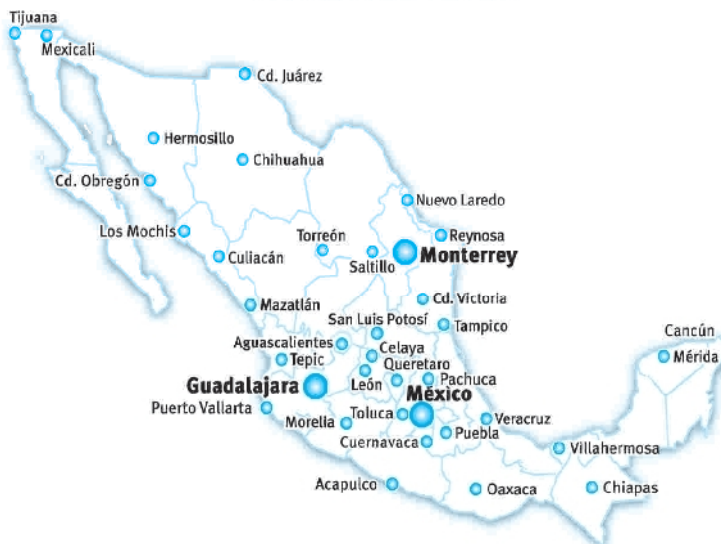 Tijuana
Mexicali
Cd. Juárez
Hermosillo
Chihuahua
Cd. Obregón
Nuevo Laredo
Los Mochis
Torreón
Reynosa
Culiacán
Saltillo
Monterrey
Mazatlán
Cd. Victoria
San Luis Potosí
Tampico
Cancún
Aguascalientes
Celaya
Mérida
Tepic
Queretaro
Guadalajara
León
Pachuca
México
Puerto Vallarta
Toluca
Morelia
Veracruz
Puebla
Cuernavaca
Villahermosa
Acapulco
Oaxaca
Chiapas